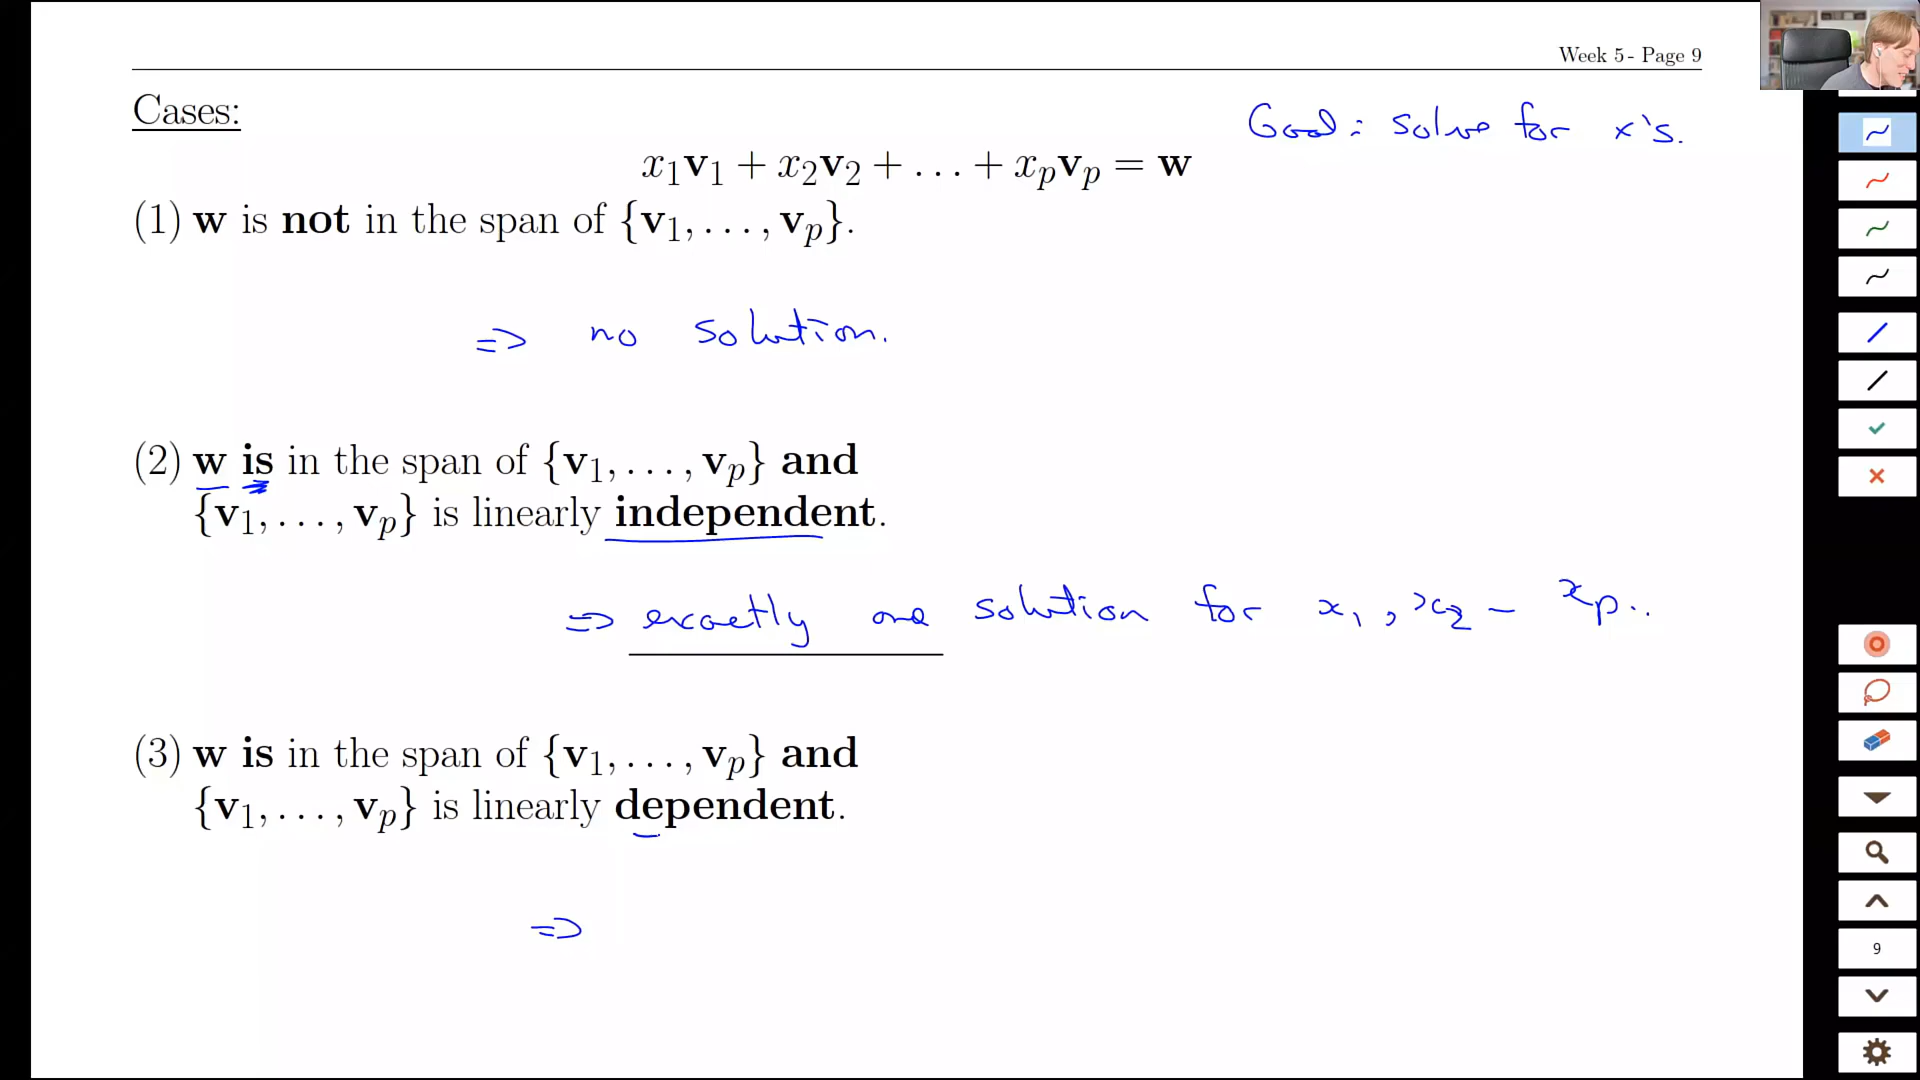 Week 5 - Page 9
Cases:
Goal: solve for x's.
x₁v₁ + x₂v₂ + … + xₚvₚ = w
(1) w is not in the span of {v₁, …, vₚ}.
⇒ no solution.
(2) w is in the span of {v₁, …, vₚ} and
{v₁, …, vₚ} is linearly independent.
⇒ exactly one solution for x₁, x₂ – xₚ..
(3) w is in the span of {v₁, …, vₚ} and
{v₁, …, vₚ} is linearly dependent.
⇒
9